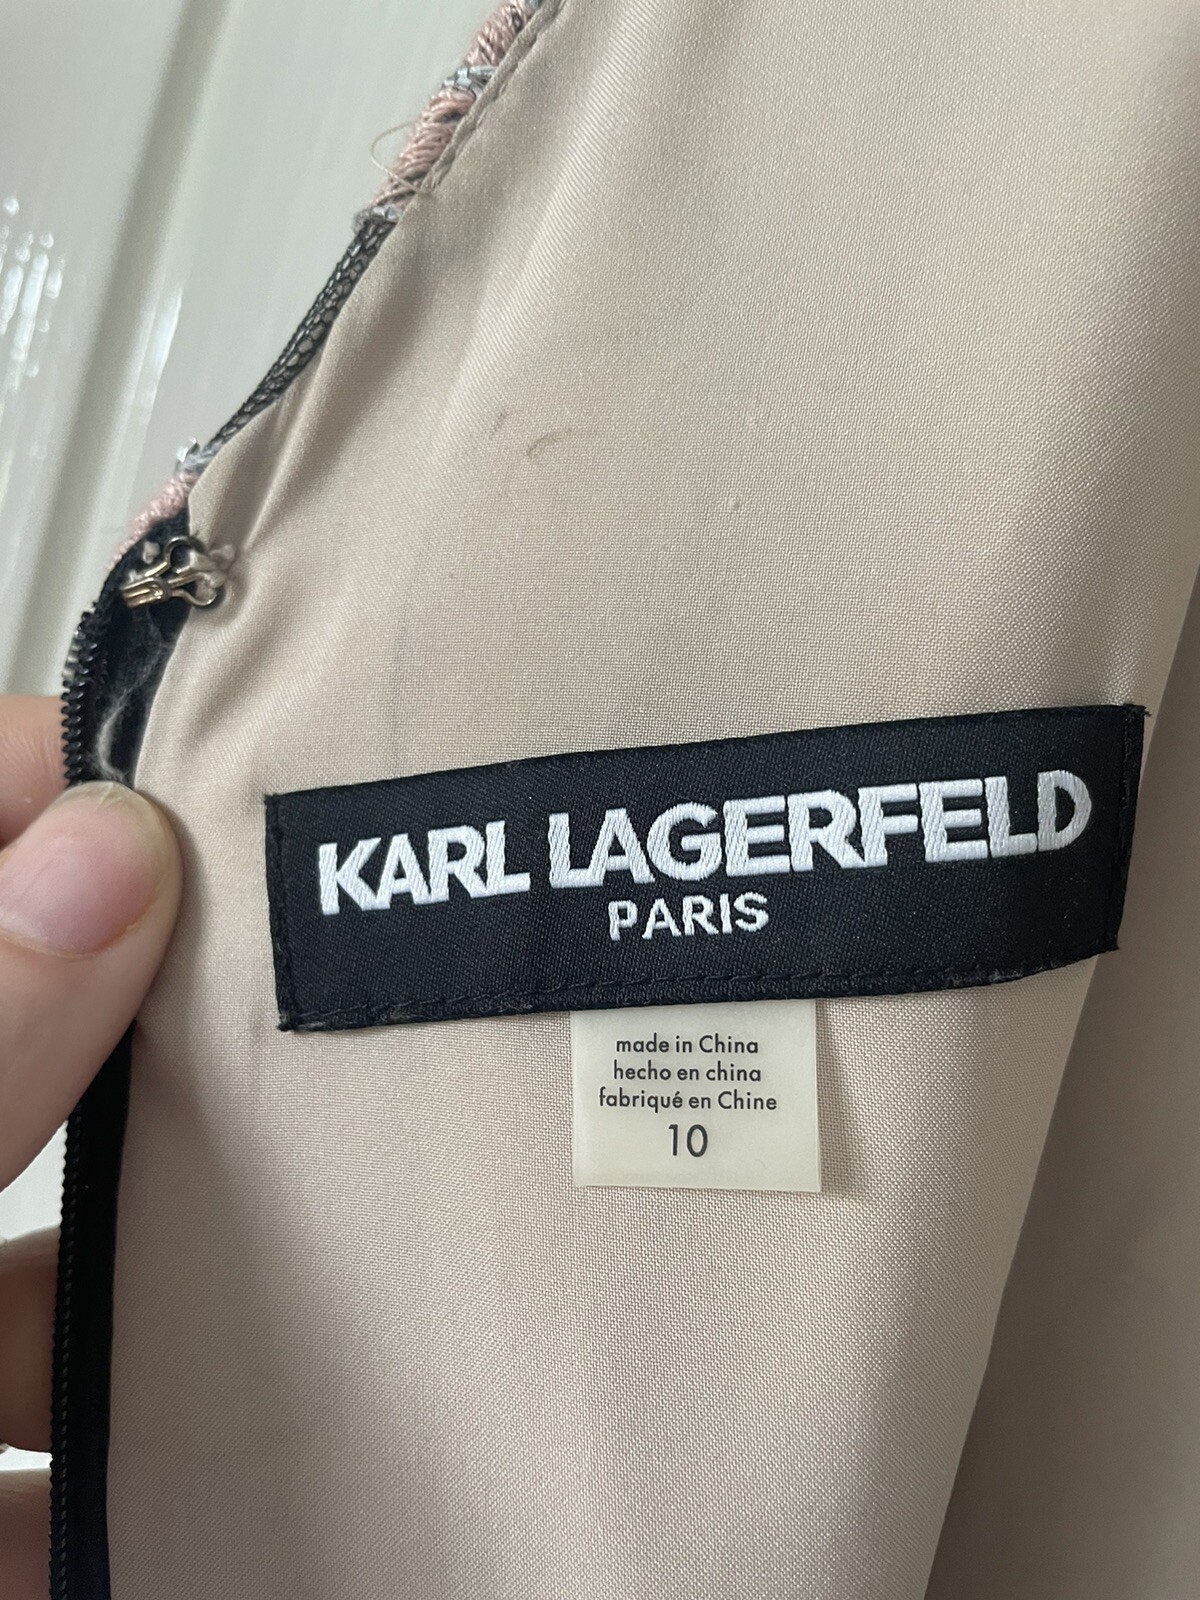 KARL LAGERFELD
PARIS
made in China
hecho en china
fabriqué en Chine
10